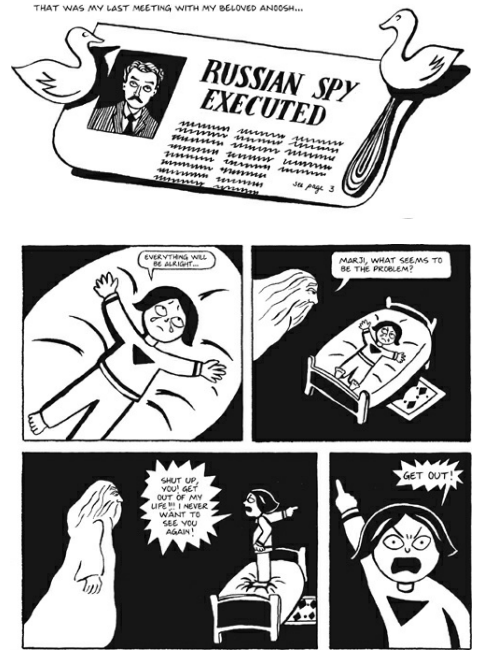 THAT WAS MY LAST MEETING WITH MY BELOVED ANOOSH...
RUSSIAN SPY
EXECUTED
see page 3
EVERYTHING WILL
BE ALRIGHT...
MARJI, WHAT SEEMS TO
BE THE PROBLEM?
SHUT UP,
YOU! GET
OUT OF MY
LIFE!!! I NEVER
WANT TO
SEE YOU
AGAIN!
GET OUT!